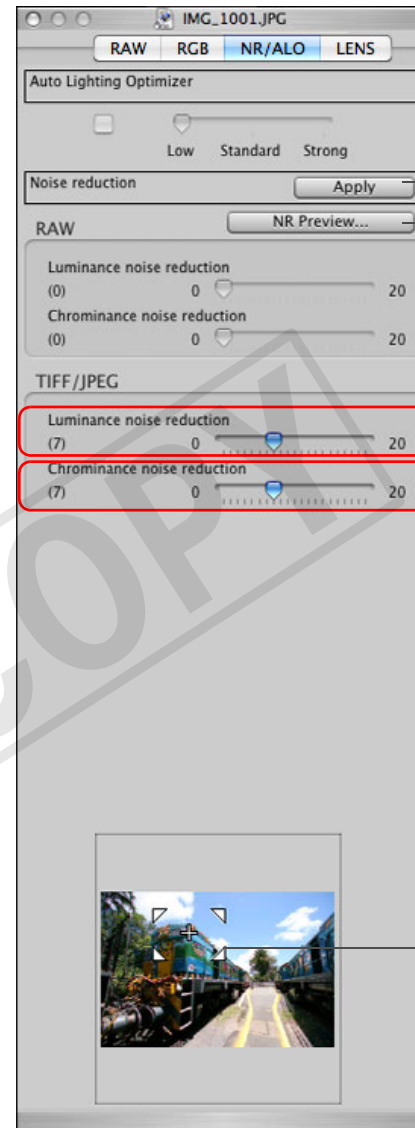 IMG_1001.JPG
RAW RGB NR/ALO LENS
Auto Lighting Optimizer
Low Standard Strong
Noise reduction Apply
RAW NR Preview...
Luminance noise reduction
(0) 0 20
Chrominance noise reduction
(0) 0 20
TIFF/JPEG
Luminance noise reduction
(7) 0 20
Chrominance noise reduction
(7) 0 20
COPY